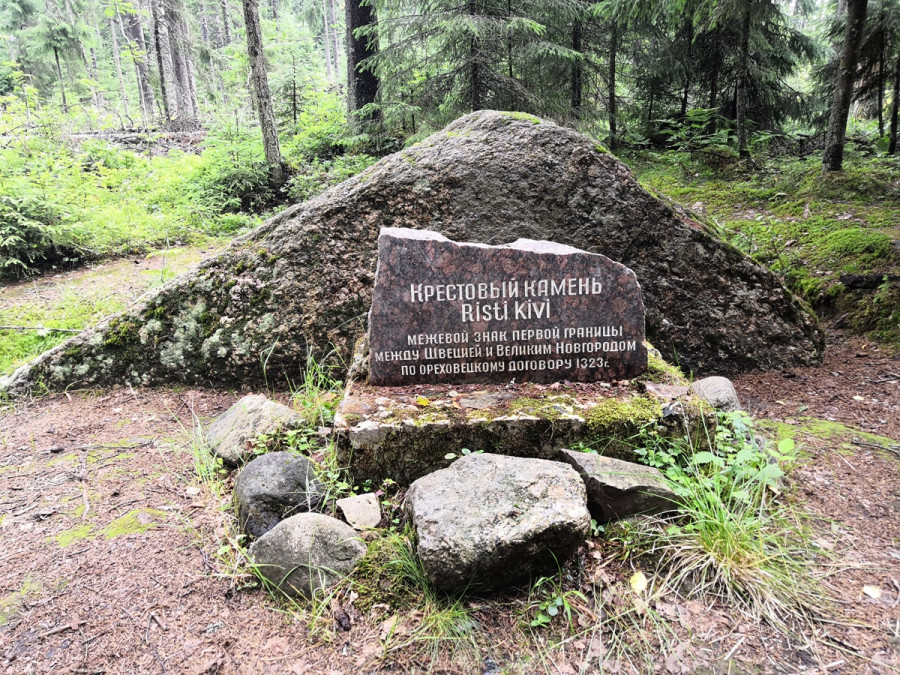 Крестовый камень
Risti kivi
межевой знак первой границы
между Швецией и Великим Новгородом
по ореховецкому договору 1323г.